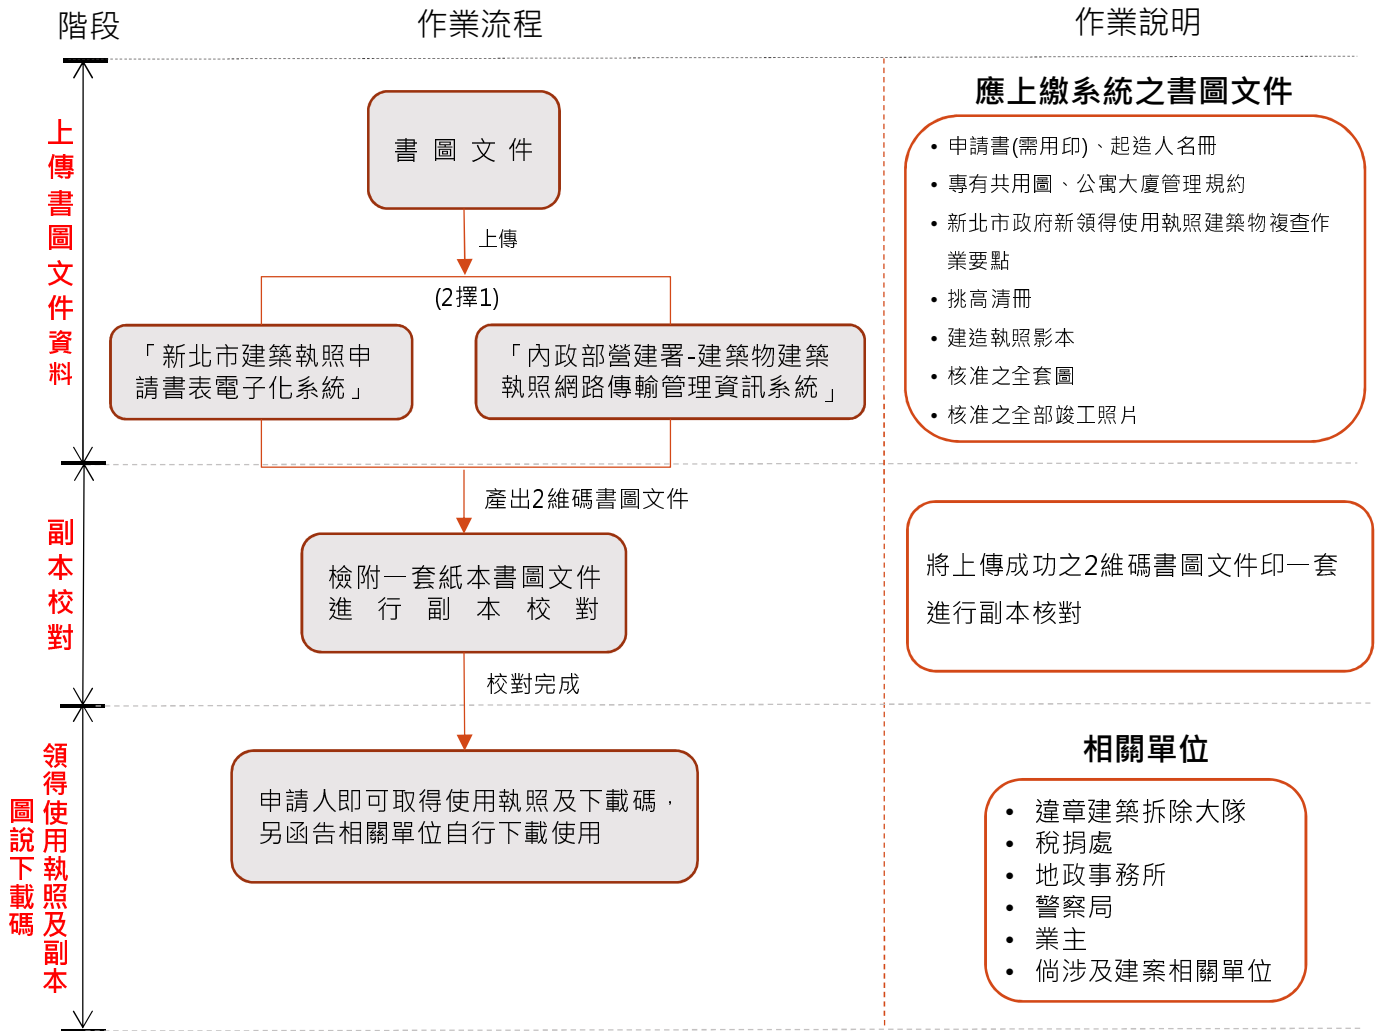 階段
作業流程
作業說明
上傳書圖文件資料
書圖文件
上傳
(2擇1)
「新北市建築執照申
請書表電子化系統」
「內政部營建署-建築物建築
執照網路傳輸管理資訊系統」
應上繳系統之書圖文件
• 申請書(需用印)、起造人名冊
• 專有共用圖、公寓大廈管理規約
• 新北市政府新領得使用執照建築物複查作
業要點
• 挑高清冊
• 建造執照影本
• 核准之全套圖
• 核准之全部竣工照片
副本校對
產出2維碼書圖文件
檢附一套紙本書圖文件
進行副本校對
校對完成
將上傳成功之2維碼書圖文件印一套
進行副本核對
領得使用執照及副本
圖說下載碼
申請人即可取得使用執照及下載碼，
另函告相關單位自行下載使用
相關單位
• 違章建築拆除大隊
• 稅捐處
• 地政事務所
• 警察局
• 業主
• 倘涉及建案相關單位